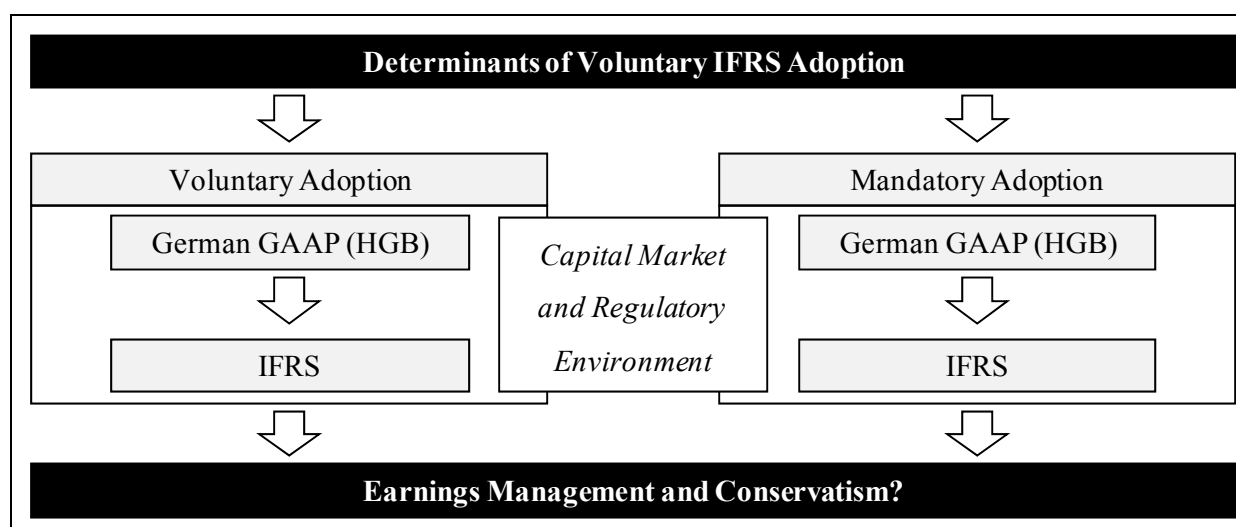 Determinants of Voluntary IFRS Adoption
Voluntary Adoption
German GAAP (HGB)
IFRS
Capital Market
and Regulatory
Environment
Mandatory Adoption
German GAAP (HGB)
IFRS
Earnings Management and Conservatism?